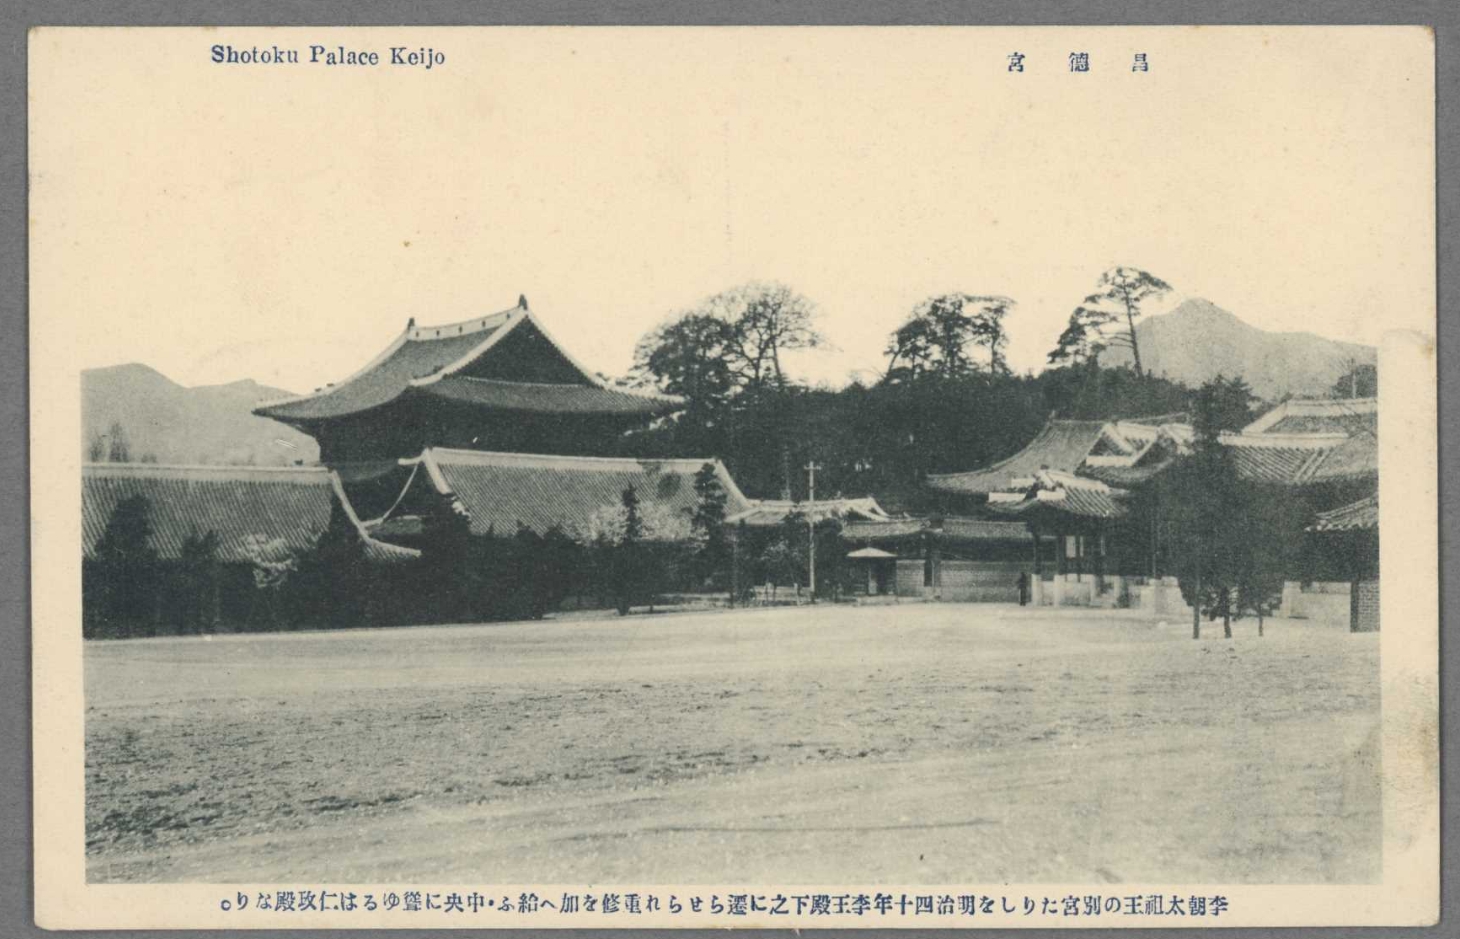 Shotoku Palace Keijo
昌德宮
李朝太祖王の別宮たりしを明治四十年李王殿下之に遷らせられ重修を加へ給ふ・中央に聳ゆるは仁政殿なり。